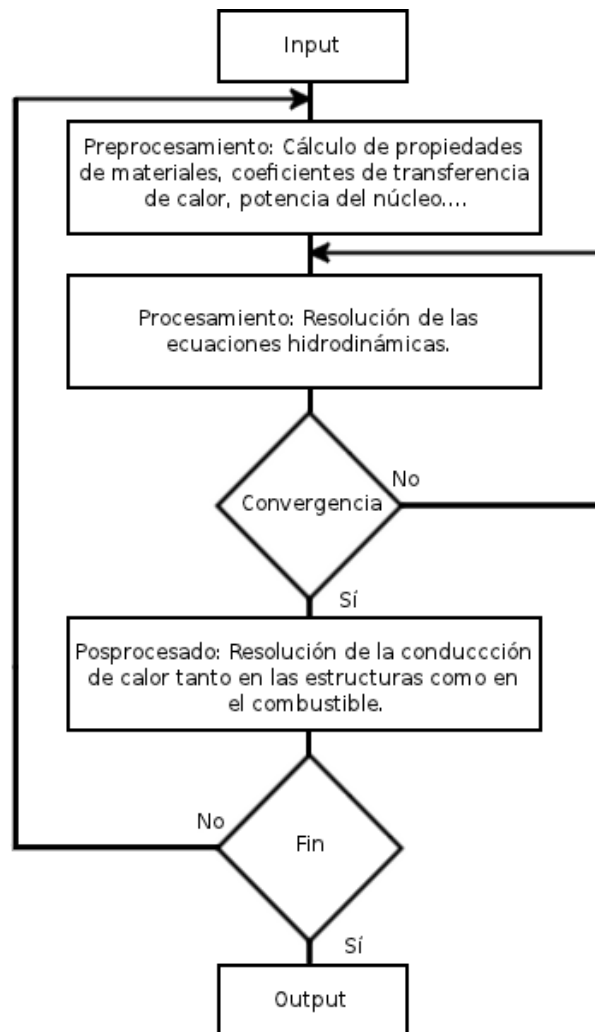 Input
Preprocesamiento: Cálculo de propiedades
de materiales, coeficientes de transferencia
de calor, potencia del núcleo....
Procesamiento: Resolución de las
ecuaciones hidrodinámicas.
No
Convergencia
Sí
Posprocesado: Resolución de la conduccción
de calor tanto en las estructuras como en
el combustible.
No
Fin
Sí
Output